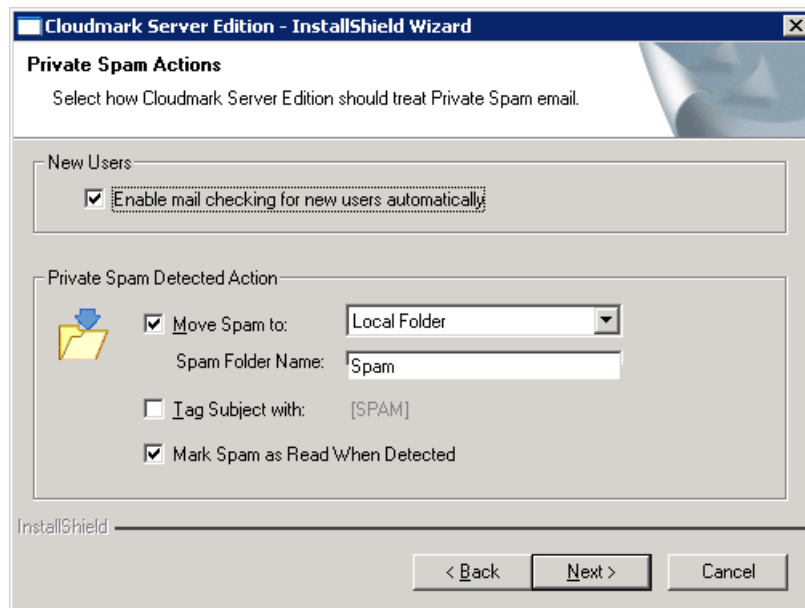 Cloudmark Server Edition - InstallShield Wizard
Private Spam Actions
Select how Cloudmark Server Edition should treat Private Spam email.
New Users
Enable mail checking for new users automatically
Private Spam Detected Action
Move Spam to: Local Folder
Spam Folder Name: Spam
Tag Subject with: [SPAM]
Mark Spam as Read When Detected
InstallShield
< Back Next > Cancel